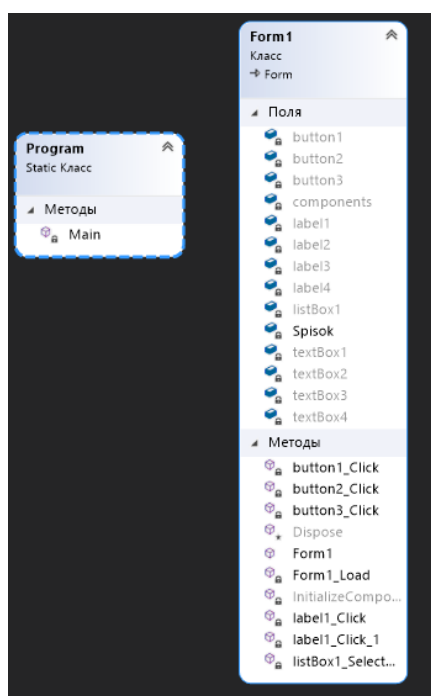 Program
Static Класс
Методы
Main
Form1
Класс
Form
Поля
button1
button2
button3
components
label1
label2
label3
label4
listBox1
Spisok
textBox1
textBox2
textBox3
textBox4
Методы
button1_Click
button2_Click
button3_Click
Dispose
Form1
Form1_Load
InitializeCompo...
label1_Click
label1_Click_1
listBox1_Select...